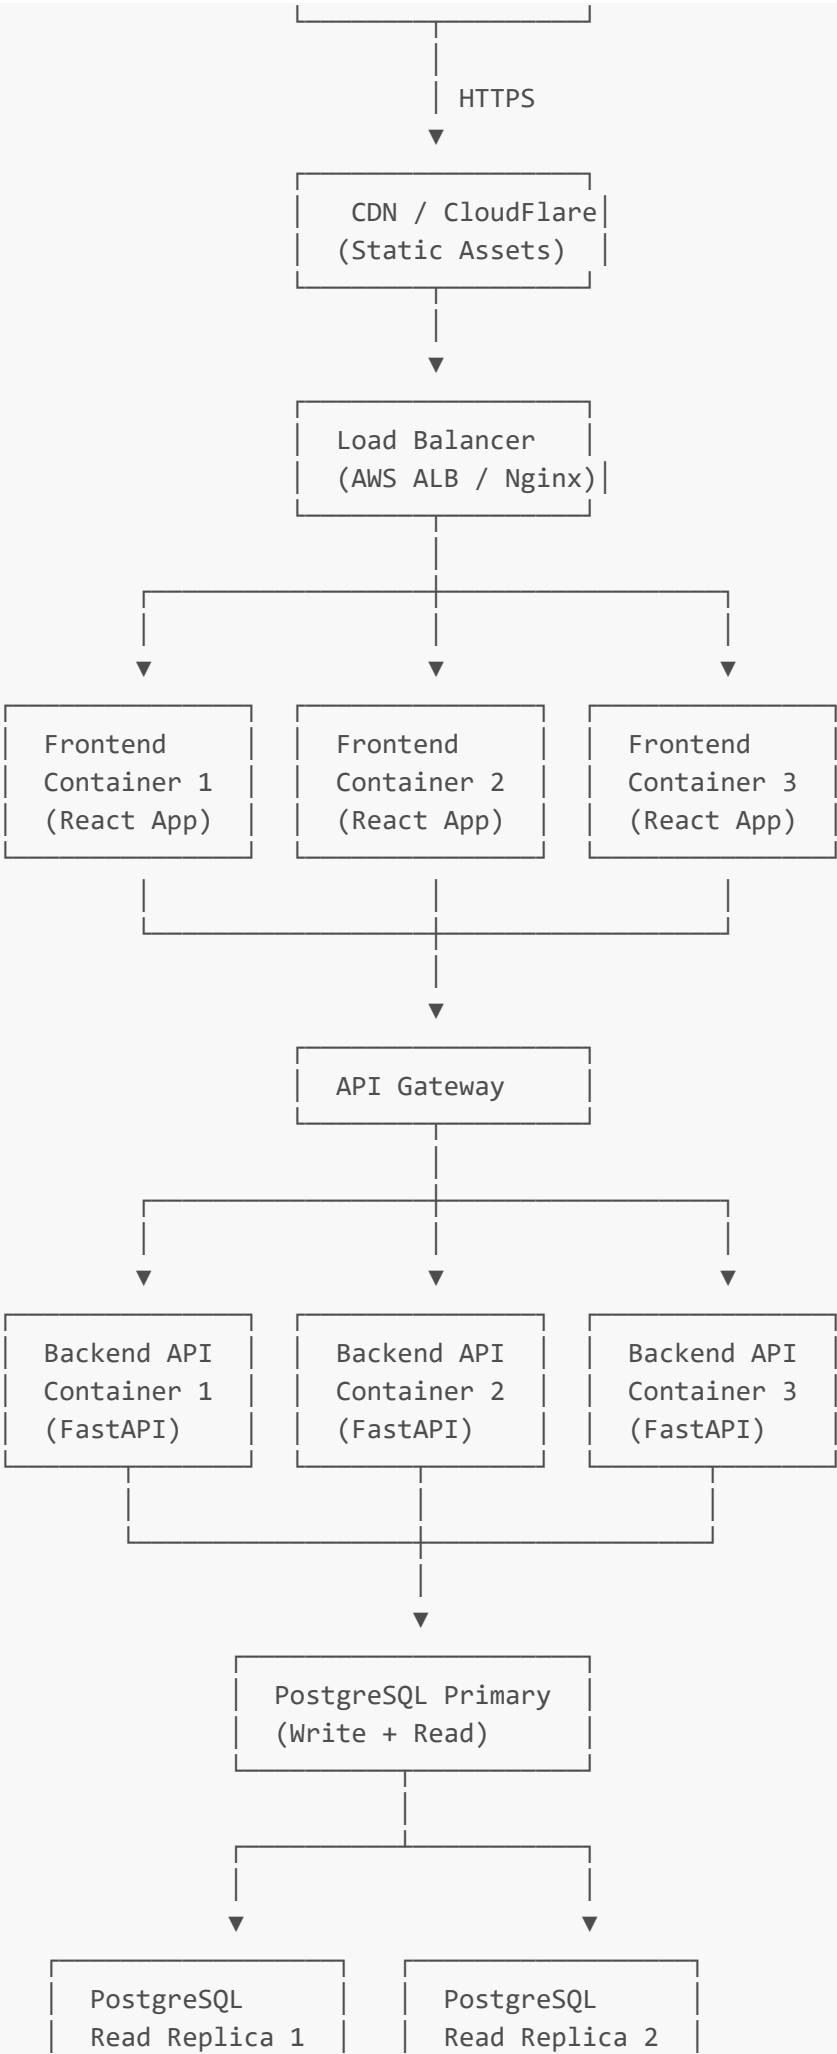 HTTPS
CDN / CloudFlare
(Static Assets)
Load Balancer
(AWS ALB / Nginx)
Frontend Frontend Frontend
Container 1 Container 2 Container 3
(React App) (React App) (React App)
API Gateway
Backend API Backend API Backend API
Container 1 Container 2 Container 3
(FastAPI) (FastAPI) (FastAPI)
PostgreSQL Primary
(Write + Read)
PostgreSQL PostgreSQL
Read Replica 1 Read Replica 2